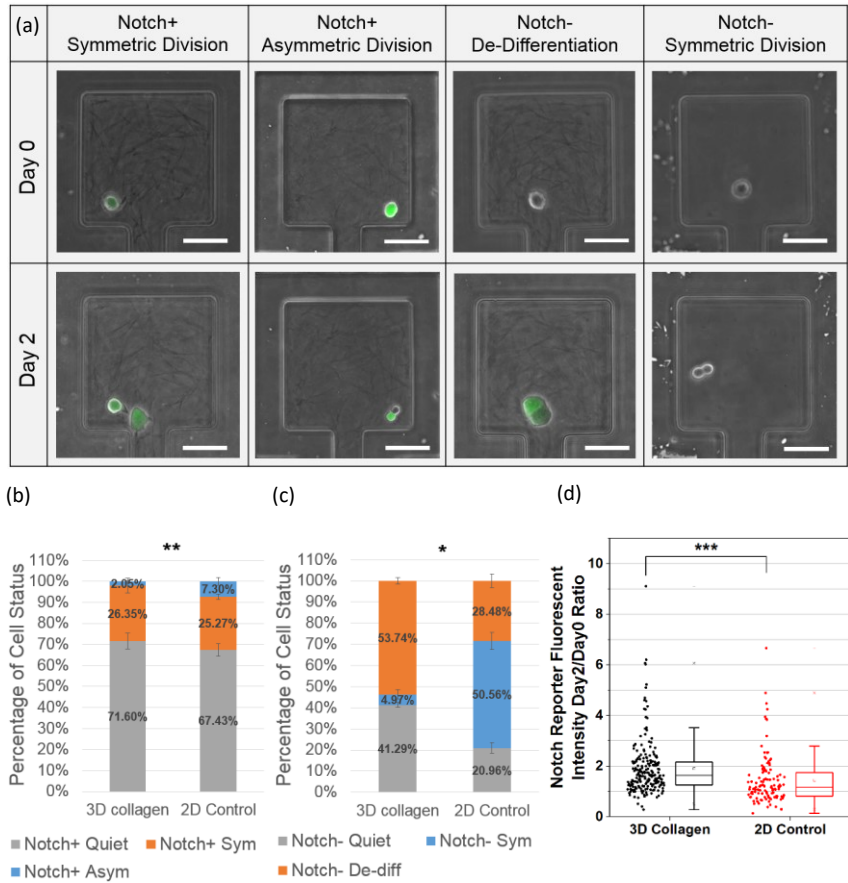 (a)
Notch+
Symmetric Division
Notch+
Asymmetric Division
Notch-
De-Differentiation
Notch-
Symmetric Division
Day 0
Day 2
(b)
(c)
(d)
**
Percentage of Cell Status
110%
100%
90%
80%
70%
60%
50%
40%
30%
20%
10%
0%
2.05%
26.35%
71.60%
7.30%
25.27%
67.43%
3D collagen
2D Control
Notch+ Quiet
Notch+ Sym
Notch+ Asym
*
Percentage of Cell Status
110%
100%
90%
80%
70%
60%
50%
40%
30%
20%
10%
0%
53.74%
4.97%
41.29%
28.48%
50.56%
20.96%
3D collagen
2D Control
Notch- Quiet
Notch- Sym
Notch- De-diff
***
Notch Reporter Fluorescent
Intensity Day2/Day0 Ratio
10
8
6
4
2
0
3D Collagen
2D Control